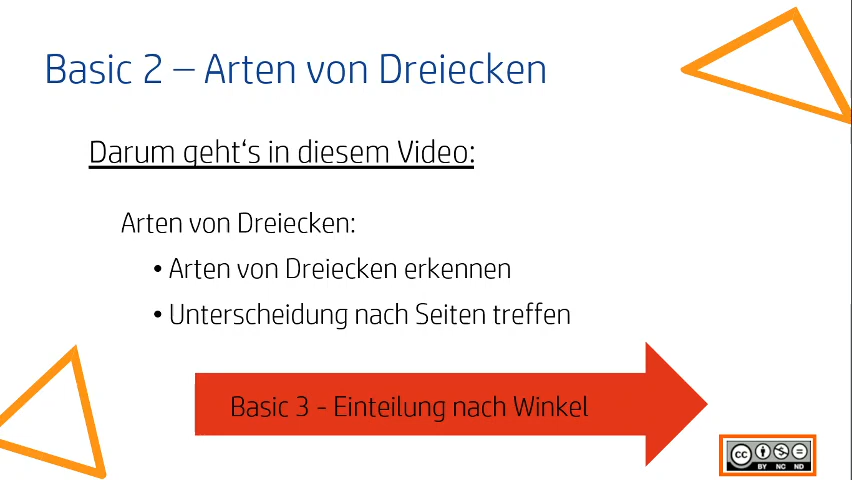 Basic 2 – Arten von Dreiecken
Darum geht‘s in diesem Video:
Arten von Dreiecken:
• Arten von Dreiecken erkennen
• Unterscheidung nach Seiten treffen
Basic 3 - Einteilung nach Winkel
cc
BY NC ND